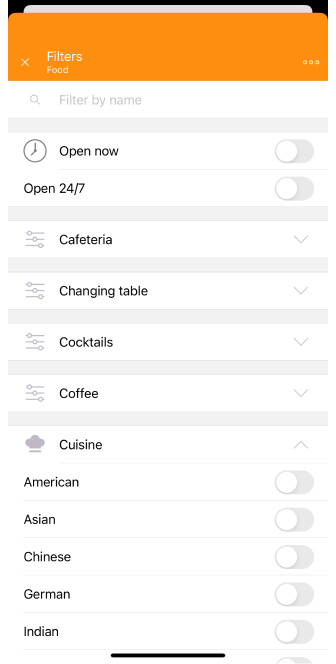 Filters
Food
Filter by name
Open now
Open 24/7
Cafeteria
Changing table
Cocktails
Coffee
Cuisine
American
Asian
Chinese
German
Indian